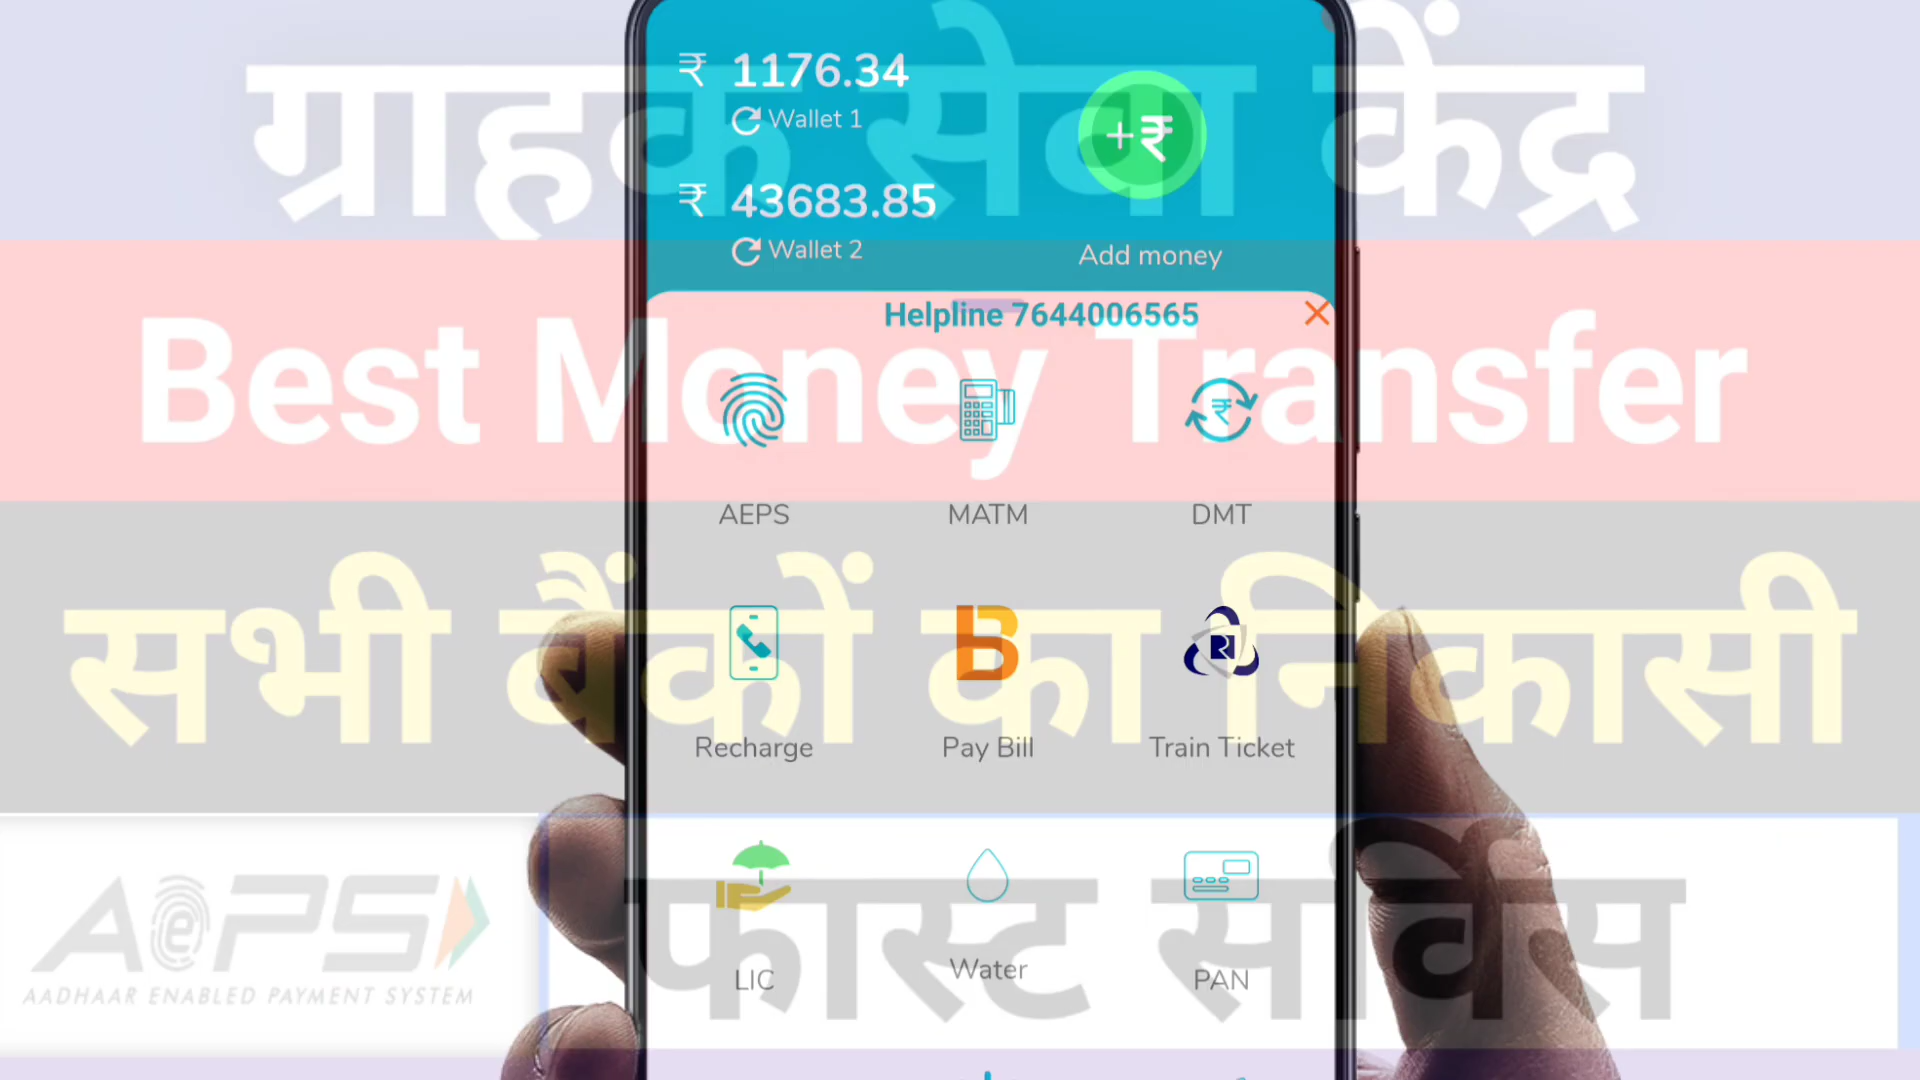 ग्राहक सेवा केंद्र
₹ 1176.34
Wallet 1
+₹
₹ 43683.85
Wallet 2
Add money
Helpline 7644006565
Best Money Transfer
AEPS MATM DMT
सभी बैंकों का निकासी
Recharge Pay Bill Train Ticket
AePS
AADHAAR ENABLED PAYMENT SYSTEM
फास्ट सर्विस
LIC Water PAN